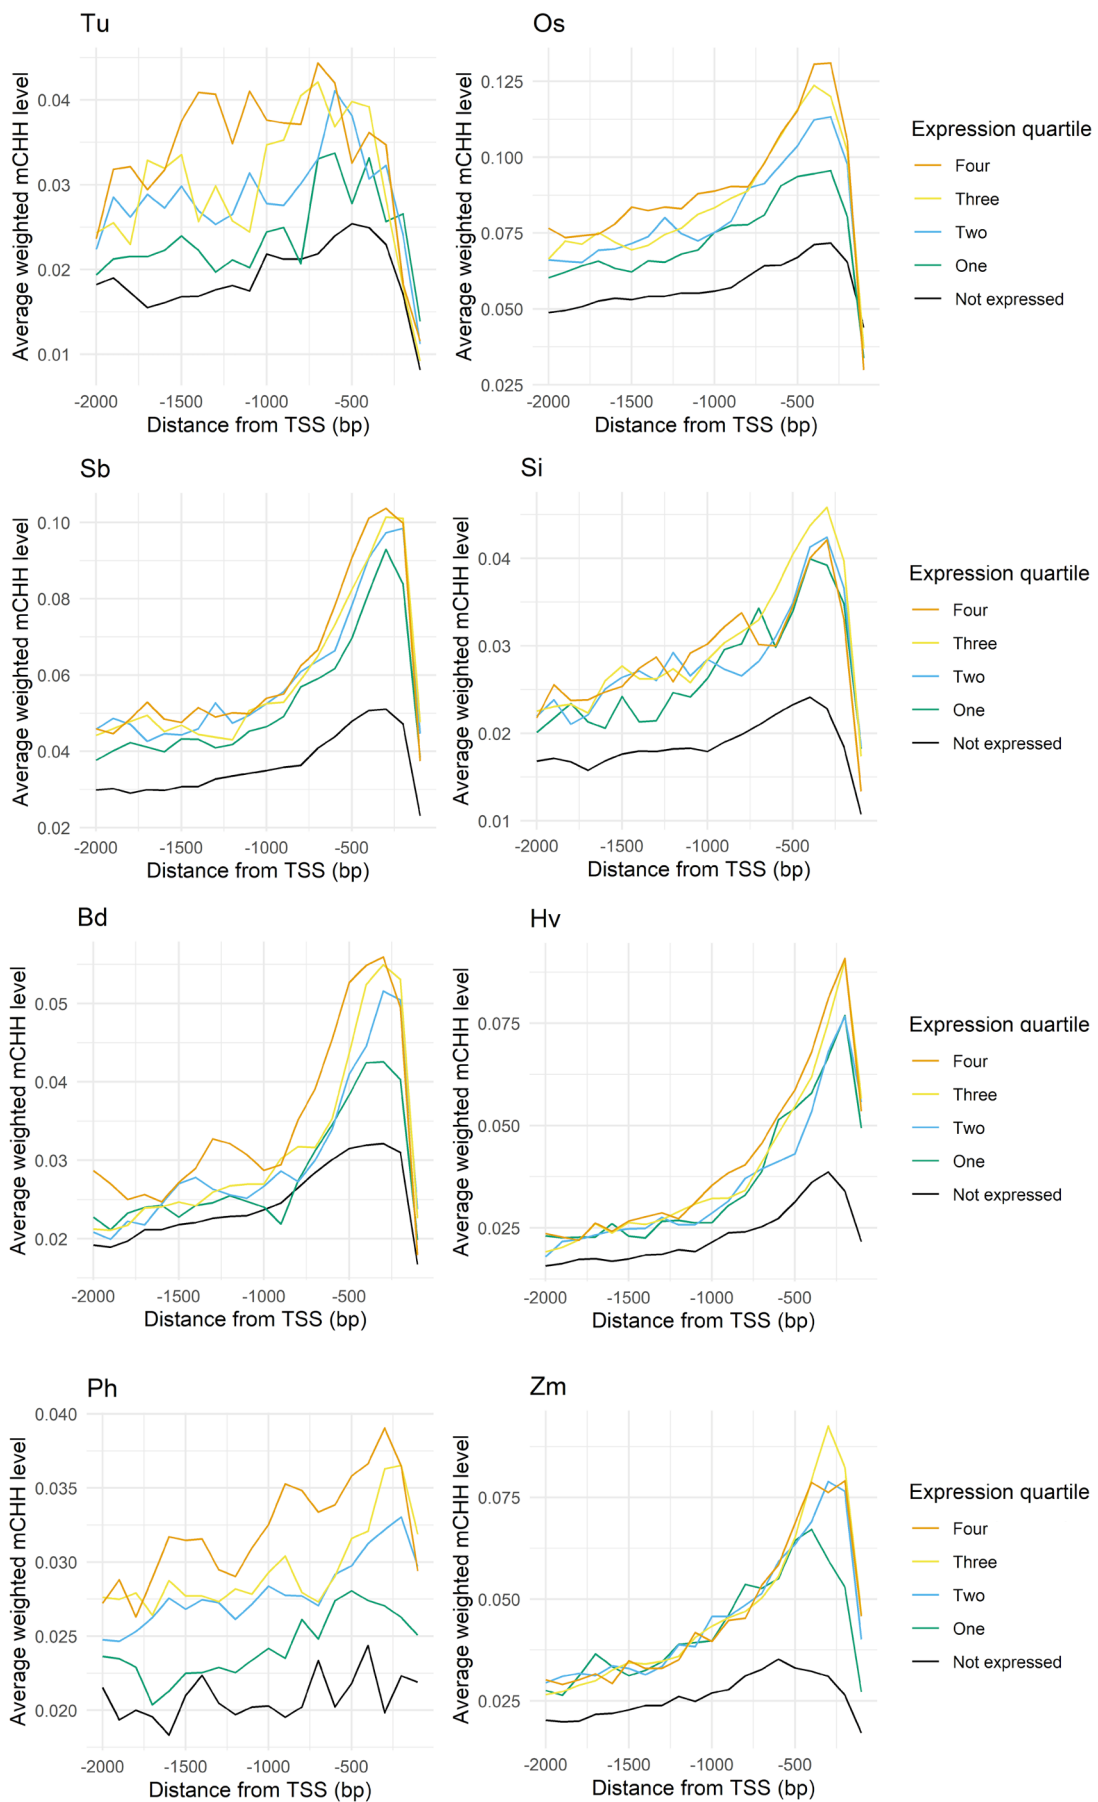 Tu
Average weighted mCHH level
0.04
0.03
0.02
0.01
-2000
-1500
-1000
-500
Distance from TSS (bp)
Os
Average weighted mCHH level
0.125
0.100
0.075
0.050
0.025
-2000
-1500
-1000
-500
Distance from TSS (bp)
Expression quartile
Four
Three
Two
One
Not expressed
Sb
Average weighted mCHH level
0.10
0.08
0.06
0.04
0.02
-2000
-1500
-1000
-500
Distance from TSS (bp)
Si
Average weighted mCHH level
0.04
0.03
0.02
0.01
-2000
-1500
-1000
-500
Distance from TSS (bp)
Expression quartile
Four
Three
Two
One
Not expressed
Bd
Average weighted mCHH level
0.05
0.04
0.03
0.02
-2000
-1500
-1000
-500
Distance from TSS (bp)
Hv
Average weighted mCHH level
0.075
0.050
0.025
-2000
-1500
-1000
-500
Distance from TSS (bp)
Expression quartile
Four
Three
Two
One
Not expressed
Ph
Average weighted mCHH level
0.040
0.035
0.030
0.025
0.020
-2000
-1500
-1000
-500
Distance from TSS (bp)
Zm
Average weighted mCHH level
0.075
0.050
0.025
-2000
-1500
-1000
-500
Distance from TSS (bp)
Expression quartile
Four
Three
Two
One
Not expressed